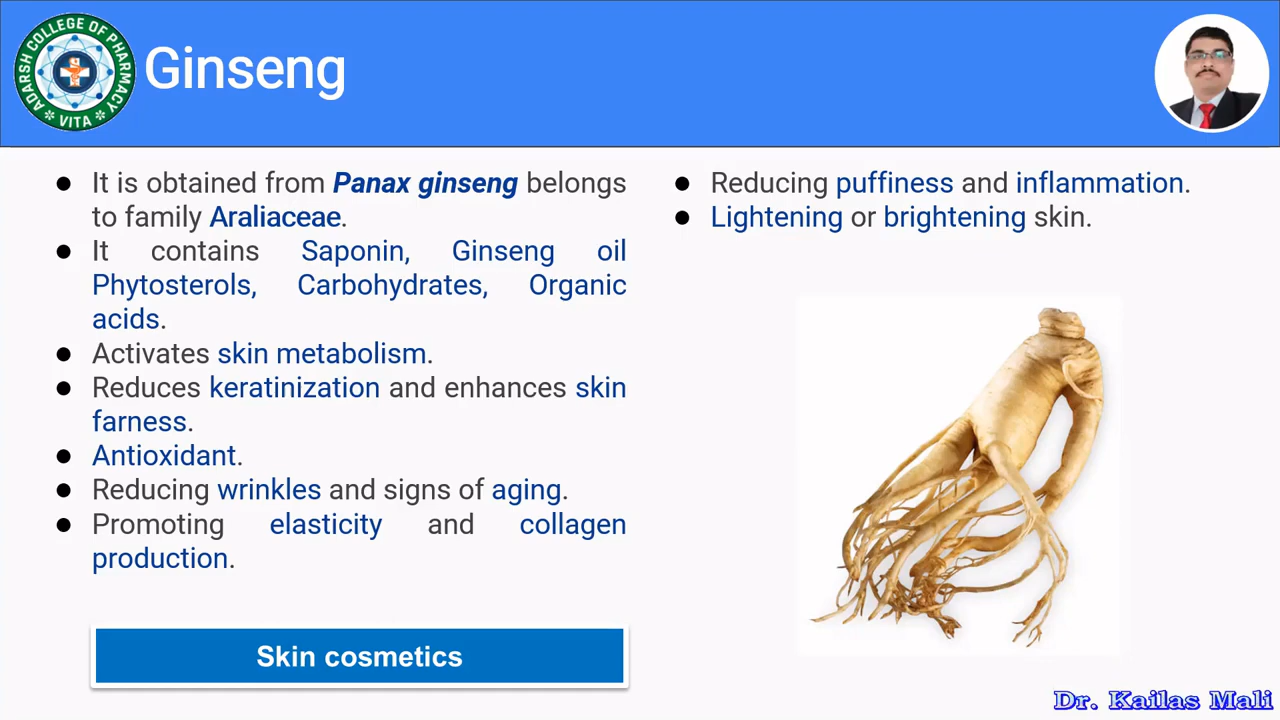 ADARSH COLLEGE OF PHARMACY
VITA
Ginseng
● It is obtained from Panax ginseng belongs
to family Araliaceae.
● It contains Saponin, Ginseng oil
Phytosterols, Carbohydrates, Organic
acids.
● Activates skin metabolism.
● Reduces keratinization and enhances skin
farness.
● Antioxidant.
● Reducing wrinkles and signs of aging.
● Promoting elasticity and collagen
production.
● Reducing puffiness and inflammation.
● Lightening or brightening skin.
Skin cosmetics
Dr. Kailas Mali